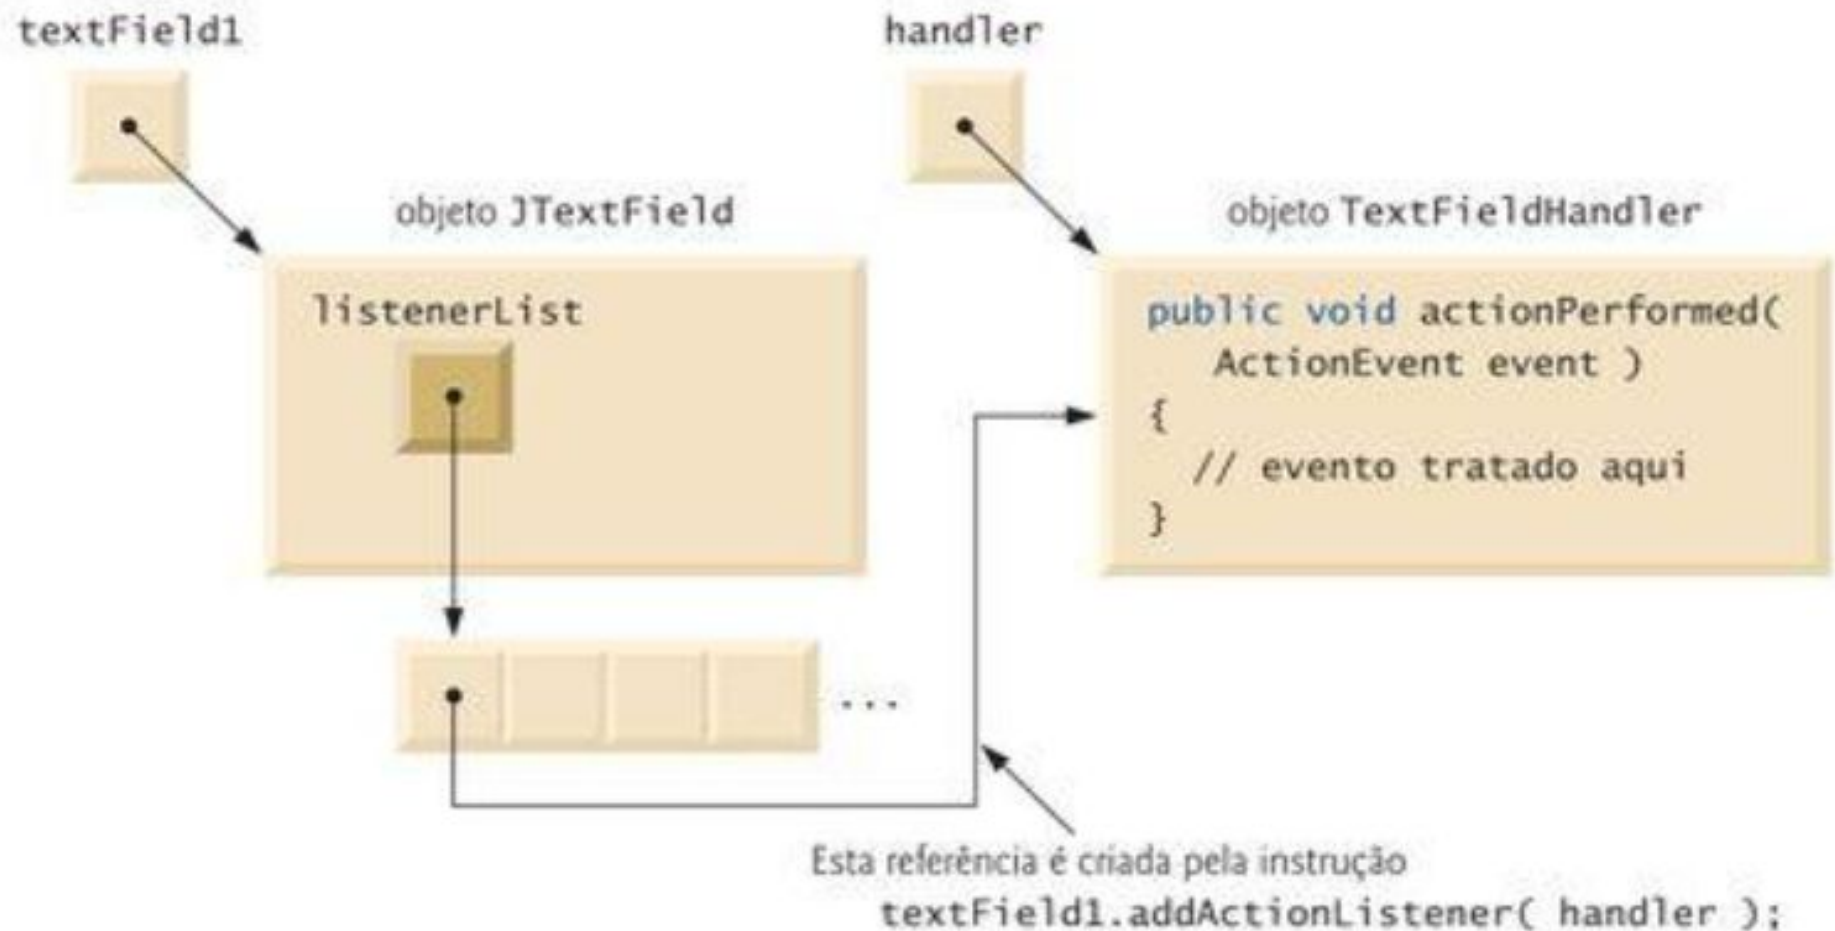 textField1
handler
objeto JTextField
objeto TextFieldHandler
listenerList
public void actionPerformed(
ActionEvent event )
{
// evento tratado aqui
}
...
Esta referência é criada pela instrução
textField1.addActionListener( handler );